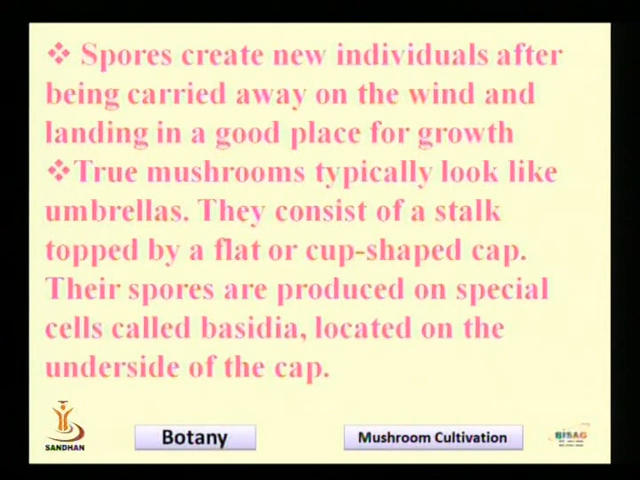 ❖ Spores create new individuals after
being carried away on the wind and
landing in a good place for growth
❖True mushrooms typically look like
umbrellas. They consist of a stalk
topped by a flat or cup-shaped cap.
Their spores are produced on special
cells called basidia, located on the
underside of the cap.
SANDHAN
Botany
Mushroom Cultivation
BISAG